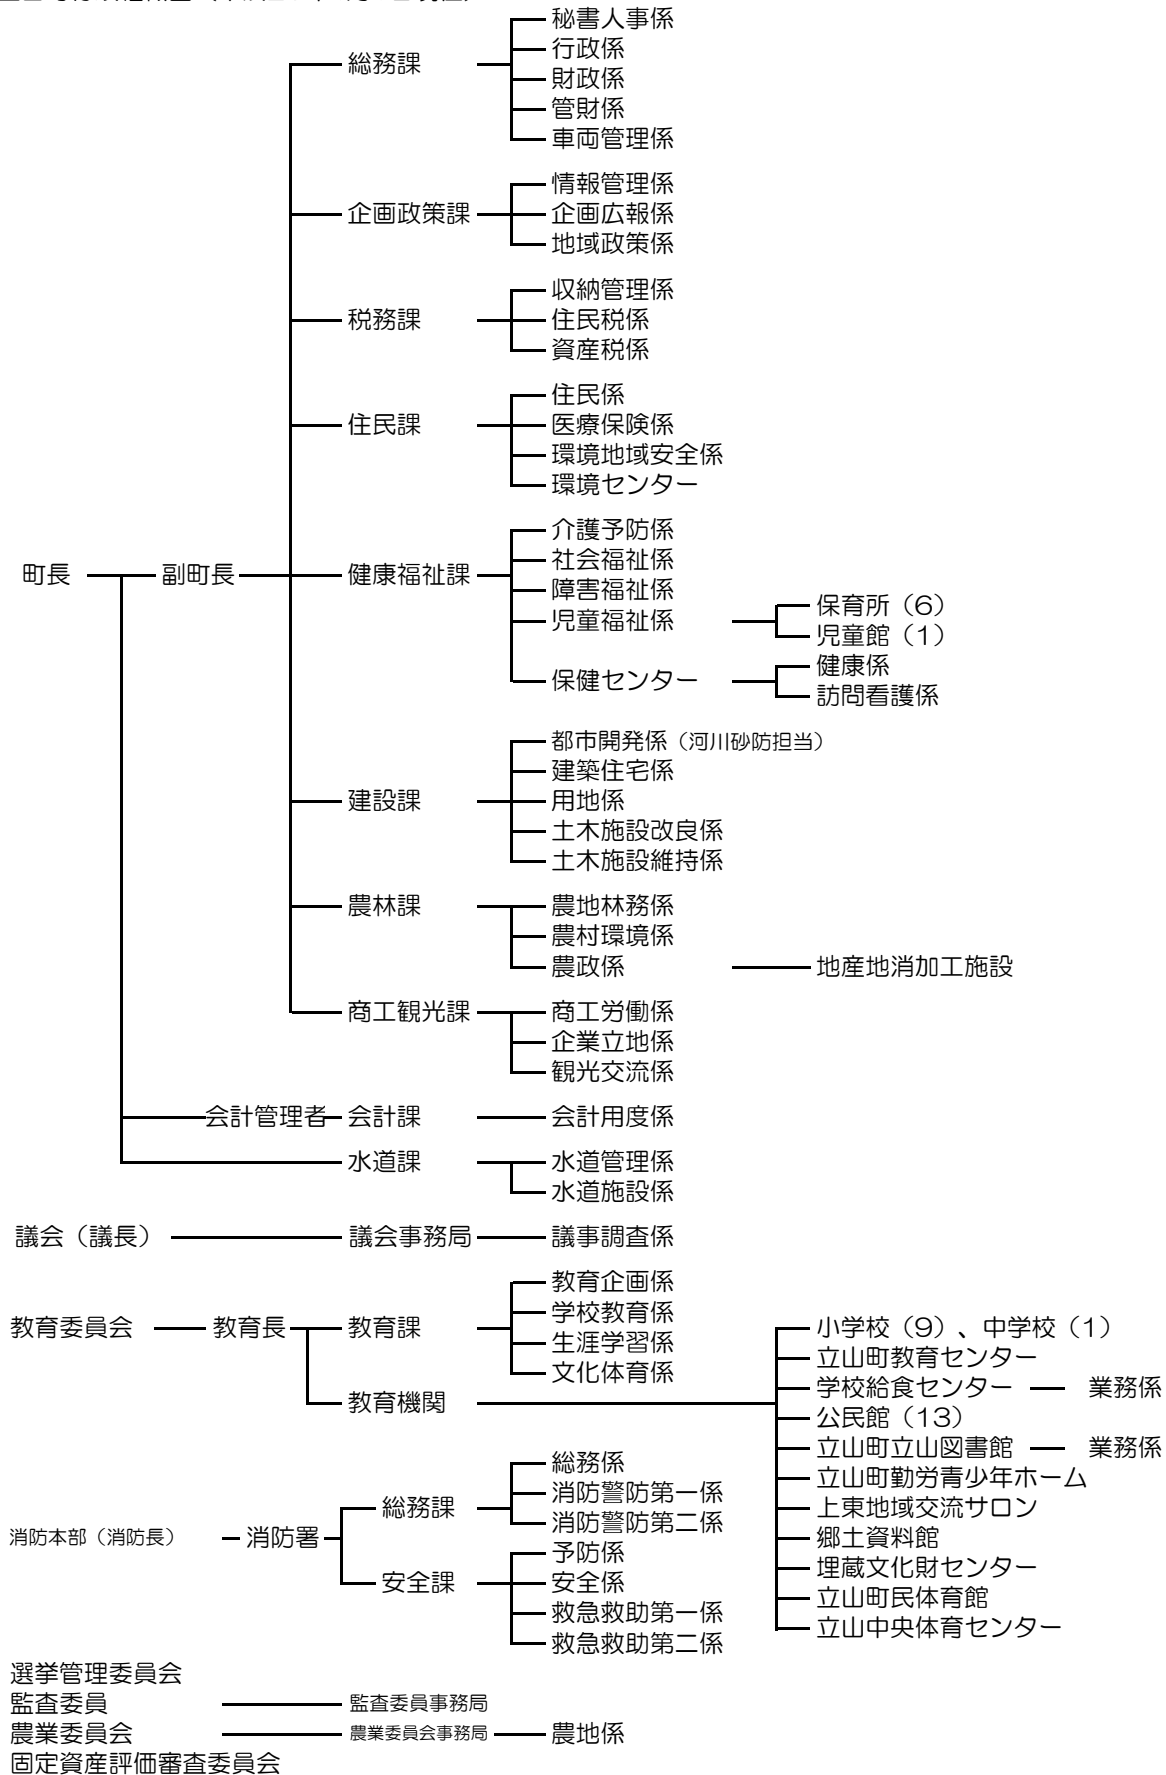 秘書人事係
行政係
総務課 財政係
管財係
車両管理係
情報管理係
企画政策課 企画広報係
地域政策係
収納管理係
税務課 住民税係
資産税係
住民係
住民課 医療保険係
環境地域安全係
環境センター
介護予防係
町長 副町長 健康福祉課 社会福祉係
障害福祉係
児童福祉係 保育所（6）
児童館（1）
保健センター 健康係
訪問看護係
都市開発係（河川砂防担当）
建築住宅係
建設課 用地係
土木施設改良係
土木施設維持係
農林課 農地林務係
農村環境係
農政係 地産地消加工施設
商工観光課 商工労働係
企業立地係
観光交流係
会計管理者 会計課 会計用度係
水道課 水道管理係
水道施設係
議会（議長） 議会事務局 議事調査係
教育企画係
学校教育係
教育委員会 教育長 教育課 小学校（9）、中学校（1）
生涯学習係
立山町教育センター
文化体育係
学校給食センター 業務係
教育機関
公民館（13）
立山町立山図書館 業務係
総務係
立山町勤労青少年ホーム
消防警防第一係
総務課 上東地域交流サロン
消防警防第二係
消防本部（消防長） 消防署 郷土資料館
予防係
埋蔵文化財センター
安全課 安全係
立山町民体育館
救急救助第一係
立山中央体育センター
救急救助第二係
選挙管理委員会
監査委員 監査委員事務局
農業委員会 農業委員会事務局 農地係
固定資産評価審査委員会